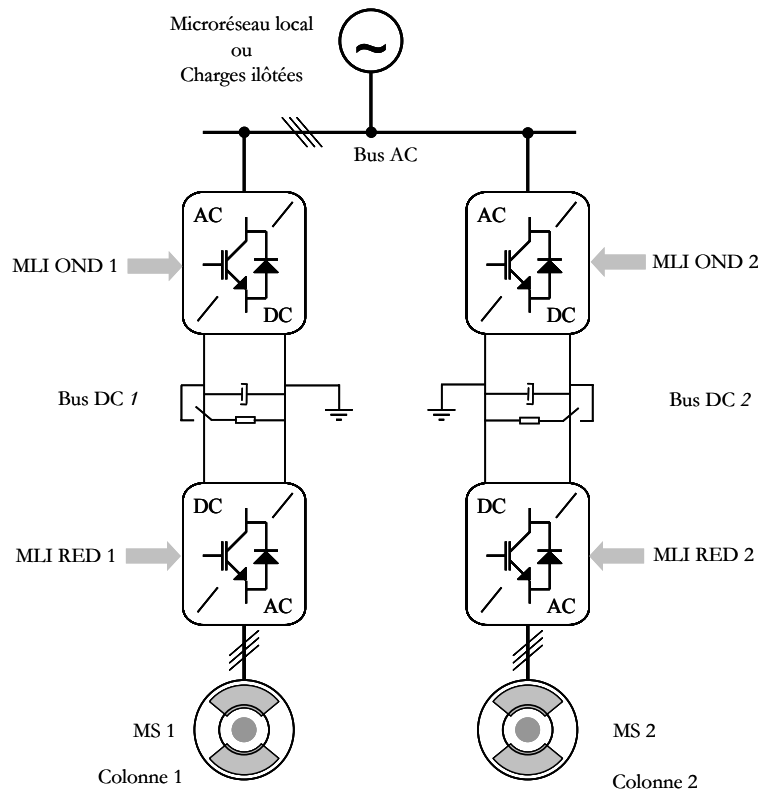 Microréseau local
ou
Charges ilôtées
~
Bus AC
AC
DC
MLI OND 1
AC
DC
MLI OND 2
Bus DC 1
Bus DC 2
DC
AC
MLI RED 1
DC
AC
MLI RED 2
MS 1
MS 2
Colonne 1
Colonne 2